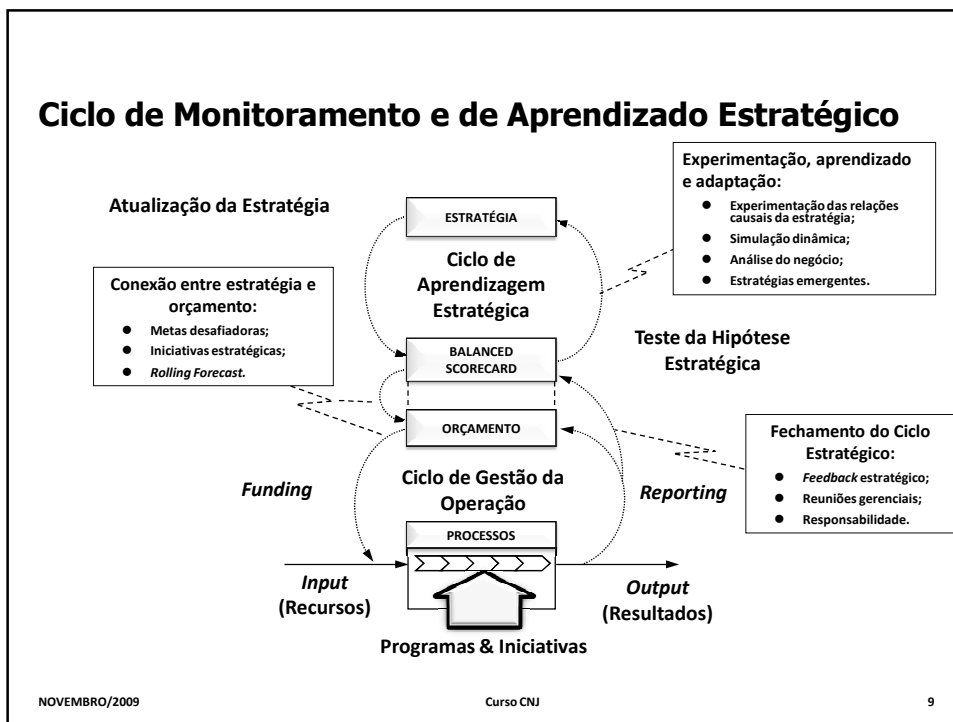 Ciclo de Monitoramento e de Aprendizado Estratégico
Atualização da Estratégia
ESTRATÉGIA
Ciclo de
Aprendizagem
Estratégica
Experimentação, aprendizado
e adaptação:
● Experimentação das relações
causais da estratégia;
● Simulação dinâmica;
● Análise do negócio;
● Estratégias emergentes.
Conexão entre estratégia e
orçamento:
● Metas desafiadoras;
● Iniciativas estratégicas;
● Rolling Forecast.
BALANCED
SCORECARD
Teste da Hipótese
Estratégica
ORÇAMENTO
Funding
Ciclo de Gestão da
Operação
Reporting
Fechamento do Ciclo
Estratégico:
● Feedback estratégico;
● Reuniões gerenciais;
● Responsabilidade.
PROCESSOS
Input
(Recursos)
Output
(Resultados)
Programas & Iniciativas
NOVEMBRO/2009
Curso CNJ
9